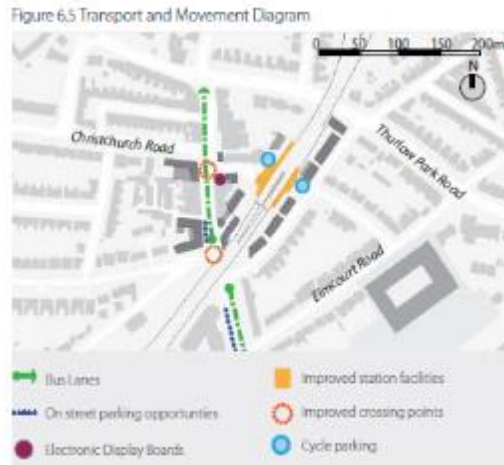 Figure 6.5 Transport and Movement Diagram
0 50 100 150 200m
N
Christchurch Road
Thurlow Park Road
Elmcourt Road
Bus Lanes
Improved station facilities
On street parking opportunties
Improved crossing points
Electronic Display Boards
Cycle parking